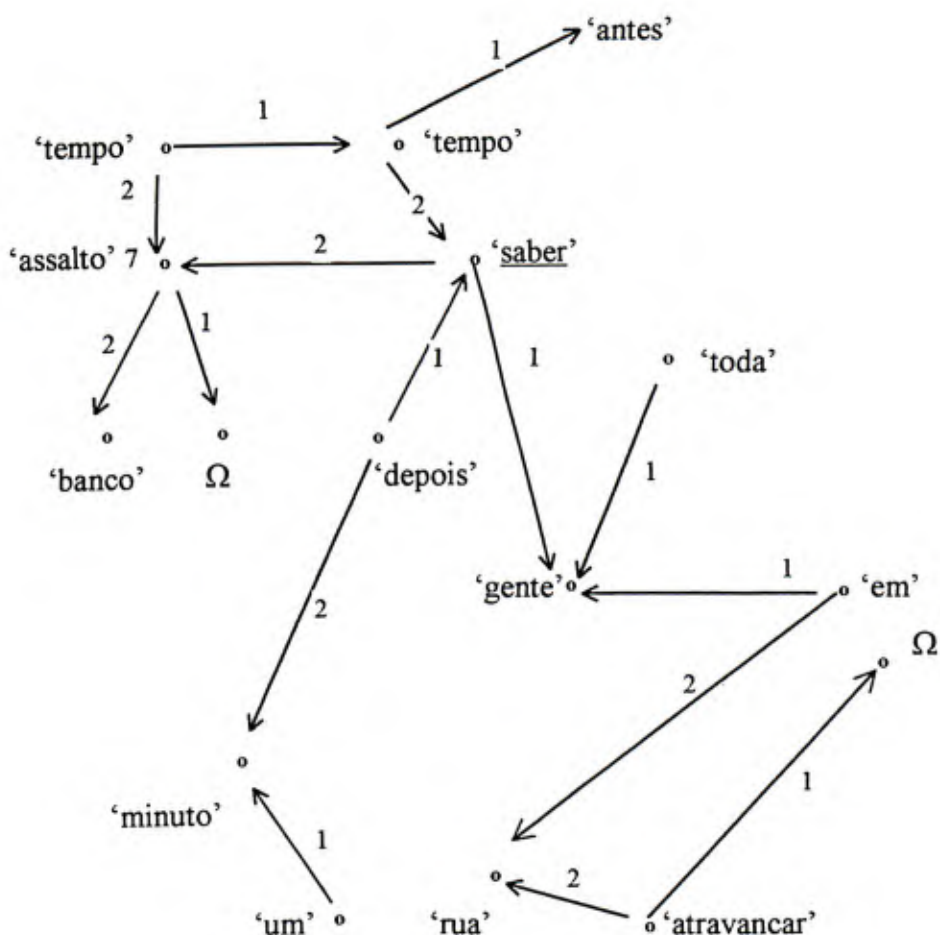 ‘antes’
1
1
‘tempo’
‘tempo’
2
2
2
‘assalto’ 7
‘saber’
2
1
1
1
‘toda’
‘banco’
Ω
‘depois’
1
‘gente’
1
‘em’
2
Ω
2
1
‘minuto’
1
2
‘um’
‘rua’
‘atravancar’